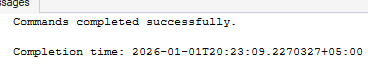 ssages
Commands completed successfully.
Completion time: 2026-01-01T20:23:09.2270327+05:00